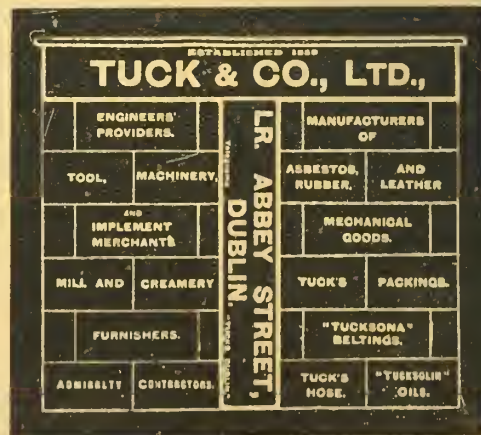 ESTABLISHED
TUCK & CO., LTD.,
ENGINEERS'
PROVIDERS.
TOOL, MACHINERY,
AND
IMPLEMENT
MERCHANTS
MILL AND CREAMERY
FURNISHERS.
ADMIRALTY CONTRACTORS.
LR. ABBEY STREET,
DUBLIN.
MANUFACTURERS
OF
ASBESTOS, AND
RUBBER, LEATHER
MECHANICAL
GOODS.
TUCK'S PACKINGS.
"TUCKSONA"
BELTINGS.
TUCK'S "TUCKSOLIN"
HOSE. OILS.